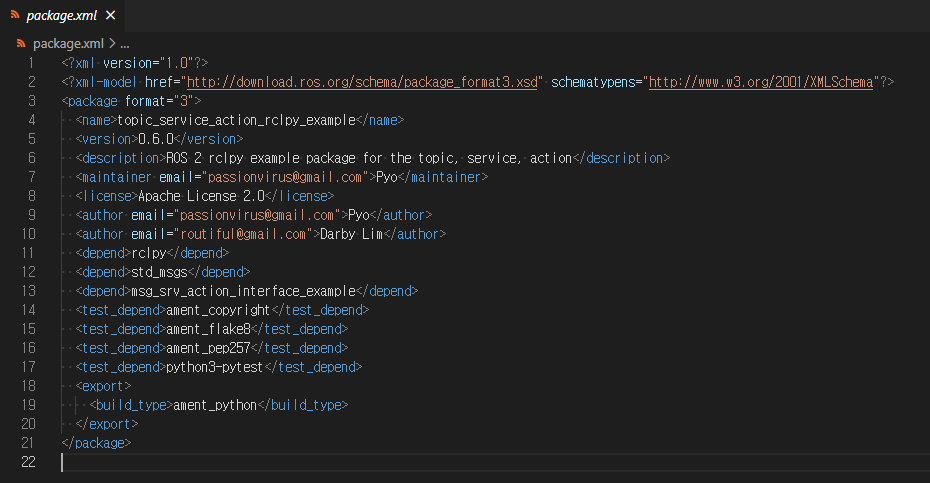 package.xml ×
package.xml > ...
1 <?xml version="1.0"?>
2 <?xml-model href="http://download.ros.org/schema/package_format3.xsd" schematypens="http://www.w3.org/2001/XMLSchema"?>
3 <package format="3">
4   <name>topic_service_action_rclpy_example</name>
5   <version>0.6.0</version>
6   <description>ROS 2 rclpy example package for the topic, service, action</description>
7   <maintainer email="passionvirus@gmail.com">Pyo</maintainer>
8   <license>Apache License 2.0</license>
9   <author email="passionvirus@gmail.com">Pyo</author>
10   <author email="routiful@gmail.com">Darby Lim</author>
11   <depend>rclpy</depend>
12   <depend>std_msgs</depend>
13   <depend>msg_srv_action_interface_example</depend>
14   <test_depend>ament_copyright</test_depend>
15   <test_depend>ament_flake8</test_depend>
16   <test_depend>ament_pep257</test_depend>
17   <test_depend>python3-pytest</test_depend>
18   <export>
19     <build_type>ament_python</build_type>
20   </export>
21 </package>
22